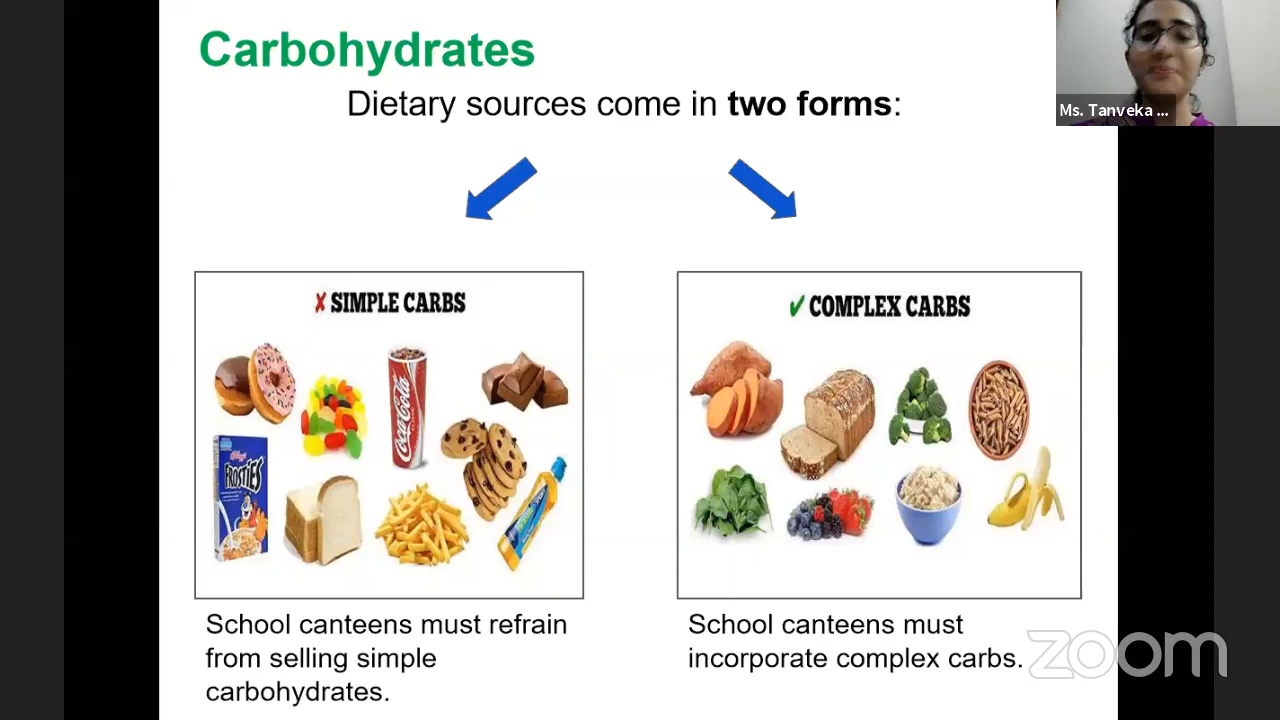 Carbohydrates
Dietary sources come in two forms:
Ms. Tanveka ...
✗ SIMPLE CARBS
✓ COMPLEX CARBS
Coca-Cola
FROSTIES
School canteens must refrain
from selling simple
carbohydrates.
School canteens must
incorporate complex carbs.
zoom